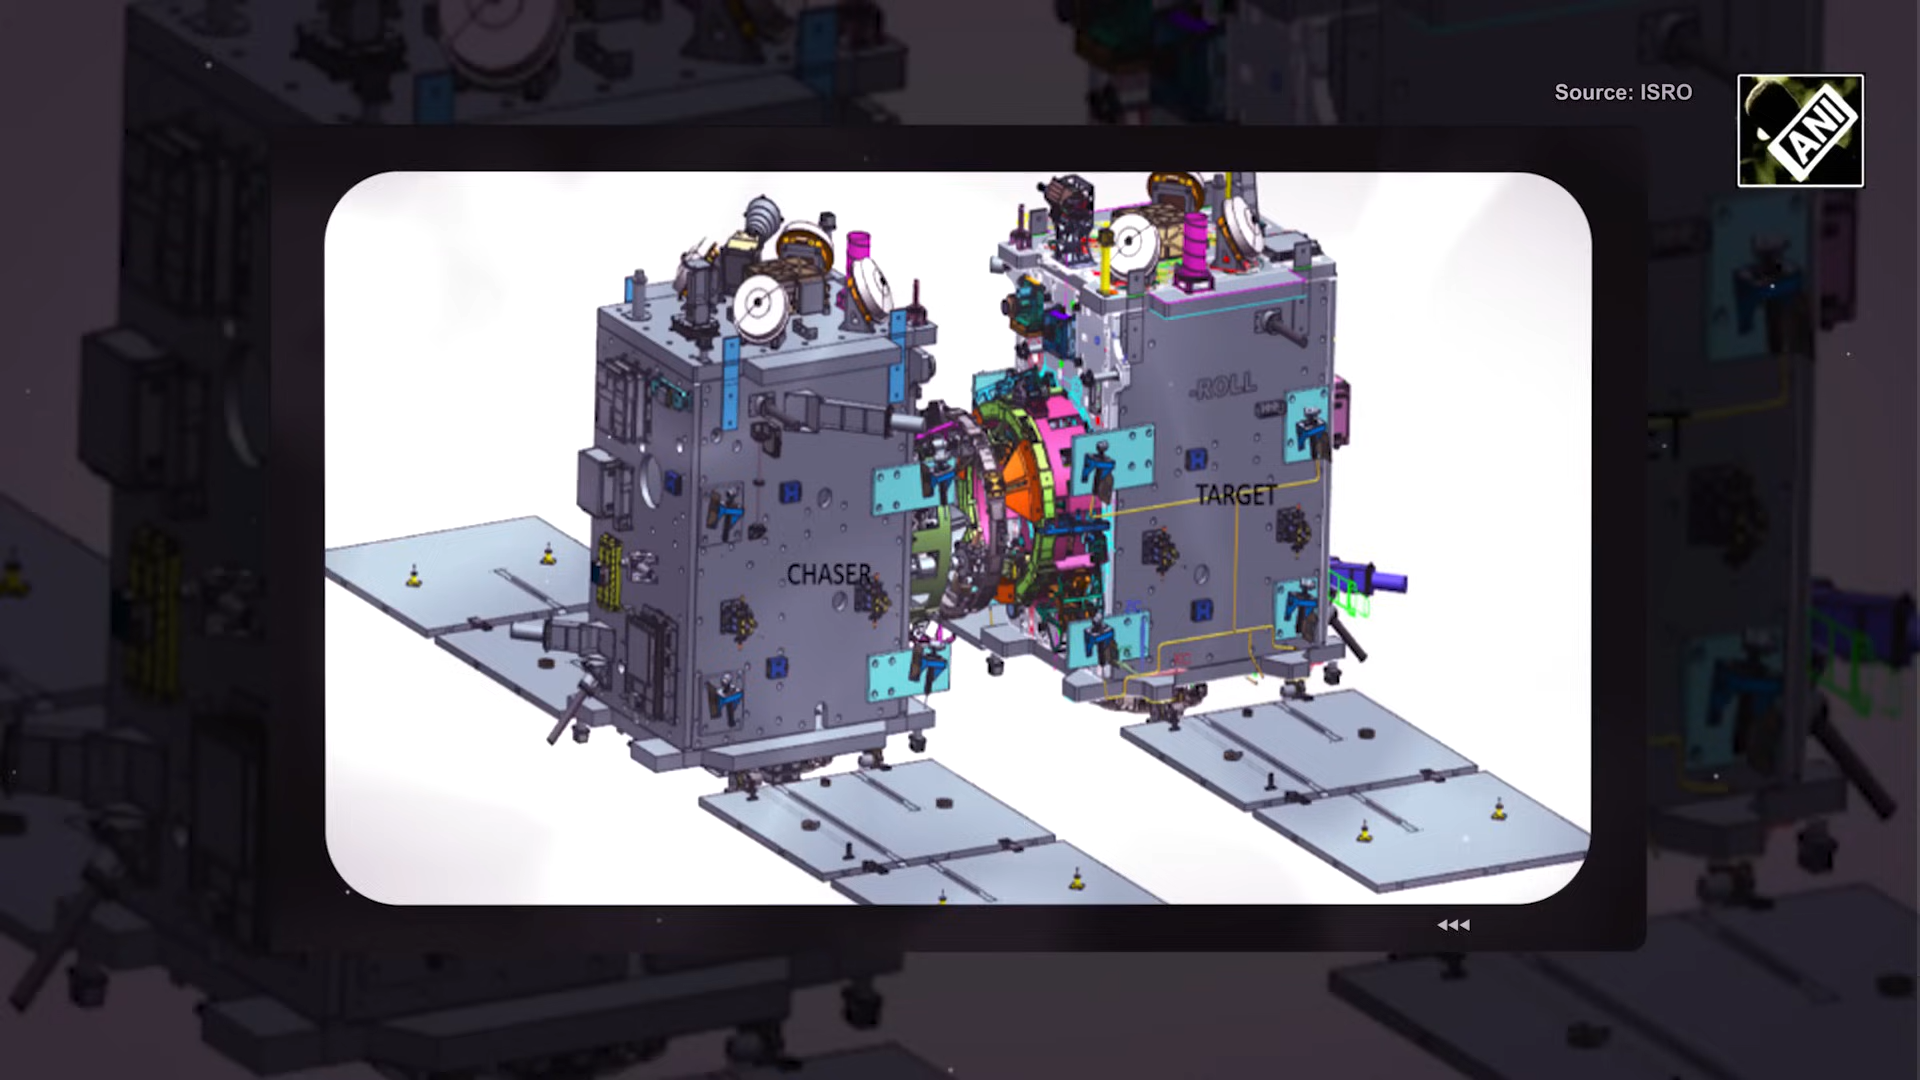 Source: ISRO
ANI
-ROLL
TARGET
CHASER